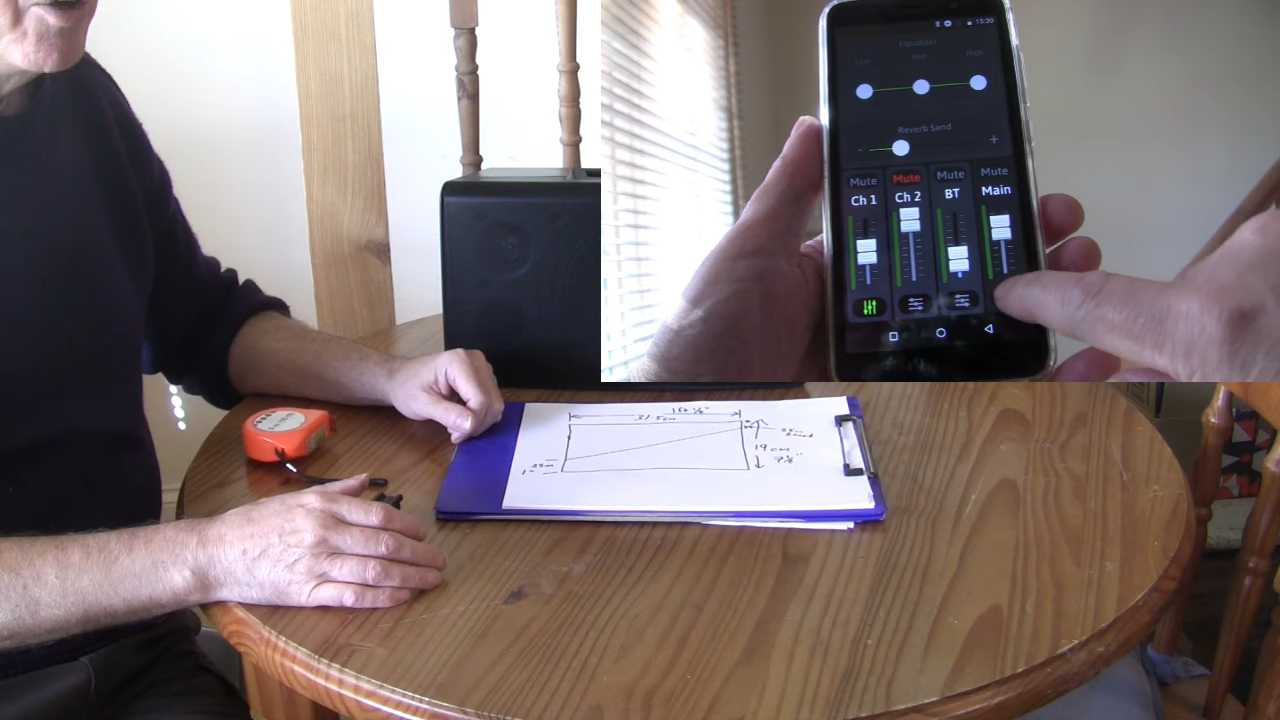 15:30
Equalizer
Low Mid High
Reverb Send
- +
Mute Mute Mute Mute
Ch 1 Ch 2 BT Main
31.5cm
19cm